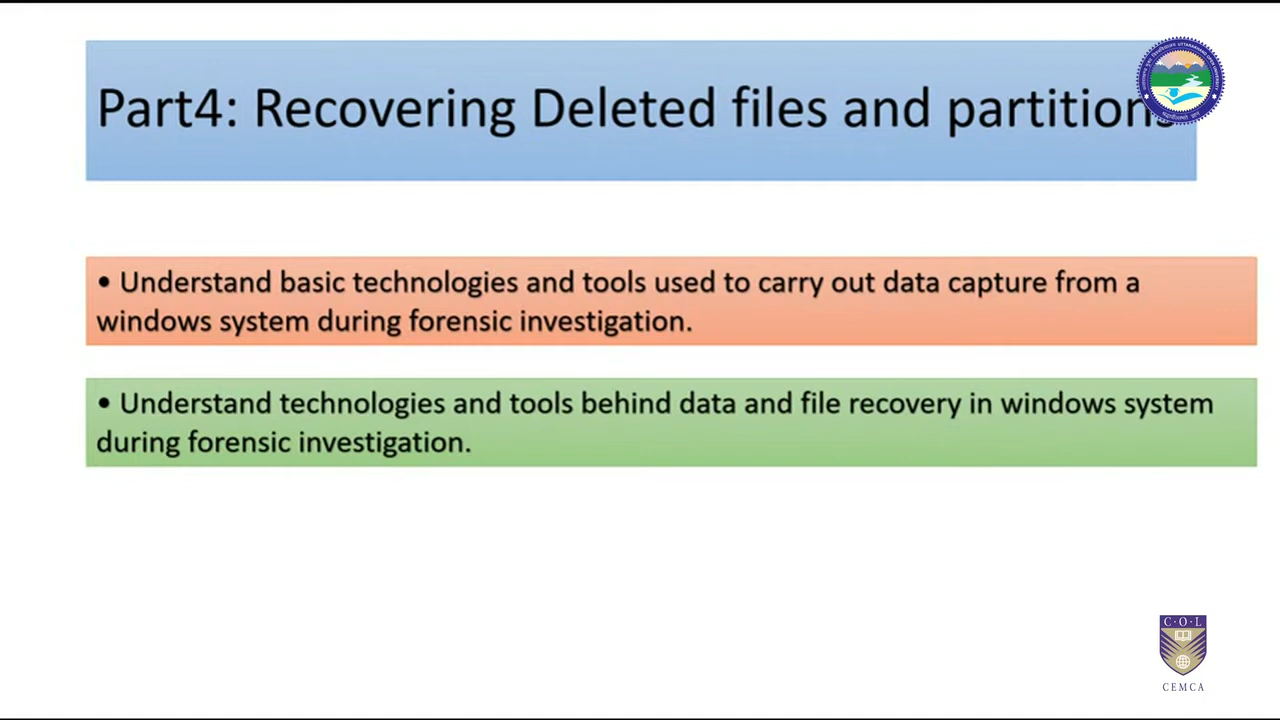 Part4: Recovering Deleted files and partitions
• Understand basic technologies and tools used to carry out data capture from a
windows system during forensic investigation.
• Understand technologies and tools behind data and file recovery in windows system
during forensic investigation.
C·O·L
CEMCA